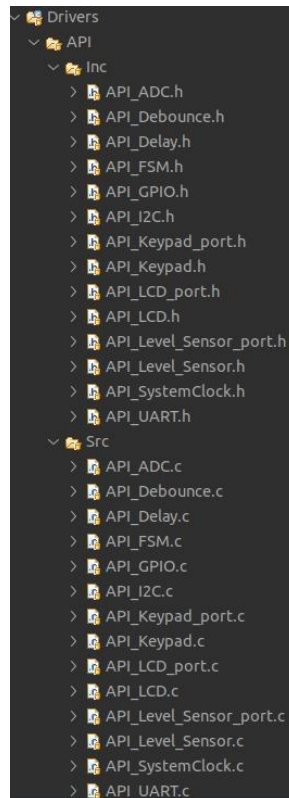 Drivers
API
Inc
API_ADC.h
API_Debounce.h
API_Delay.h
API_FSM.h
API_GPIO.h
API_I2C.h
API_Keypad_port.h
API_Keypad.h
API_LCD_port.h
API_LCD.h
API_Level_Sensor_port.h
API_Level_Sensor.h
API_SystemClock.h
API_UART.h
Src
API_ADC.c
API_Debounce.c
API_Delay.c
API_FSM.c
API_GPIO.c
API_I2C.c
API_Keypad_port.c
API_Keypad.c
API_LCD_port.c
API_LCD.c
API_Level_Sensor_port.c
API_Level_Sensor.c
API_SystemClock.c
API_UART.c